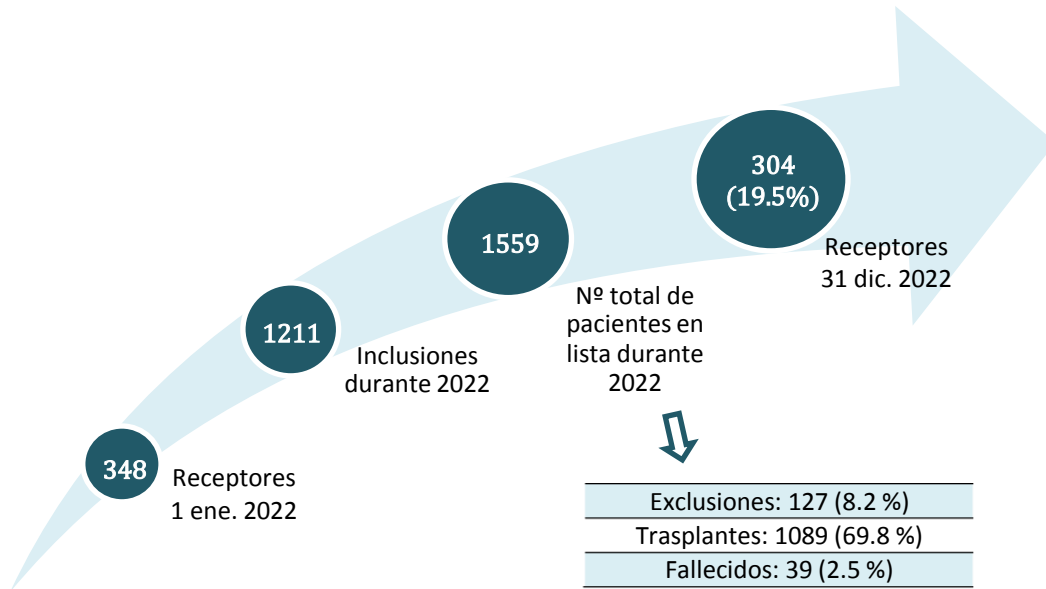 348
Receptores
1 ene. 2022
1211
Inclusiones
durante 2022
1559
Nº total de
pacientes en
lista durante
2022
304
(19.5%)
Receptores
31 dic. 2022
Exclusiones: 127 (8.2 %)
Trasplantes: 1089 (69.8 %)
Fallecidos: 39 (2.5 %)